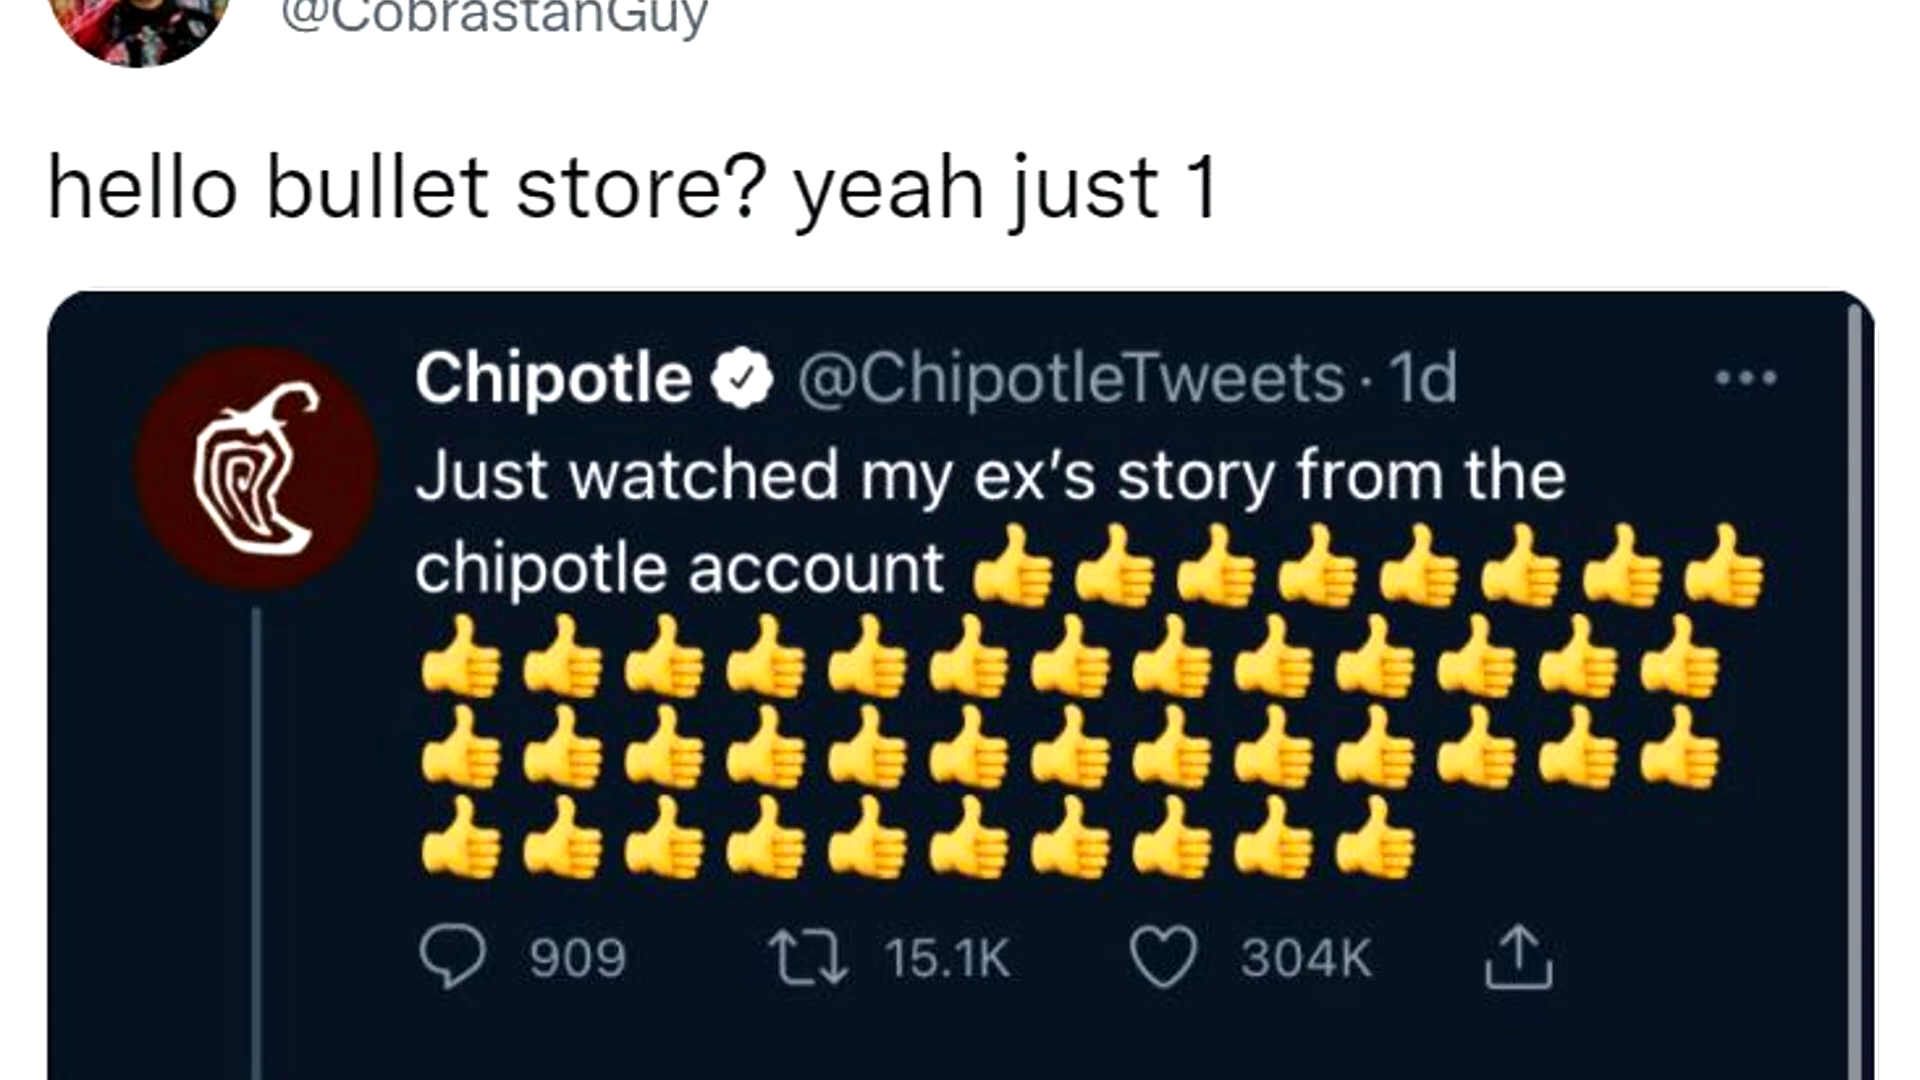 @CobrastanGuy
hello bullet store? yeah just 1
Chipotle @ChipotleTweets · 1d
Just watched my ex’s story from the
chipotle account 👍👍👍👍👍👍👍👍
👍👍👍👍👍👍👍👍👍👍👍👍👍
👍👍👍👍👍👍👍👍👍👍👍👍👍
👍👍👍👍👍👍👍👍👍👍
909 15.1K 304K